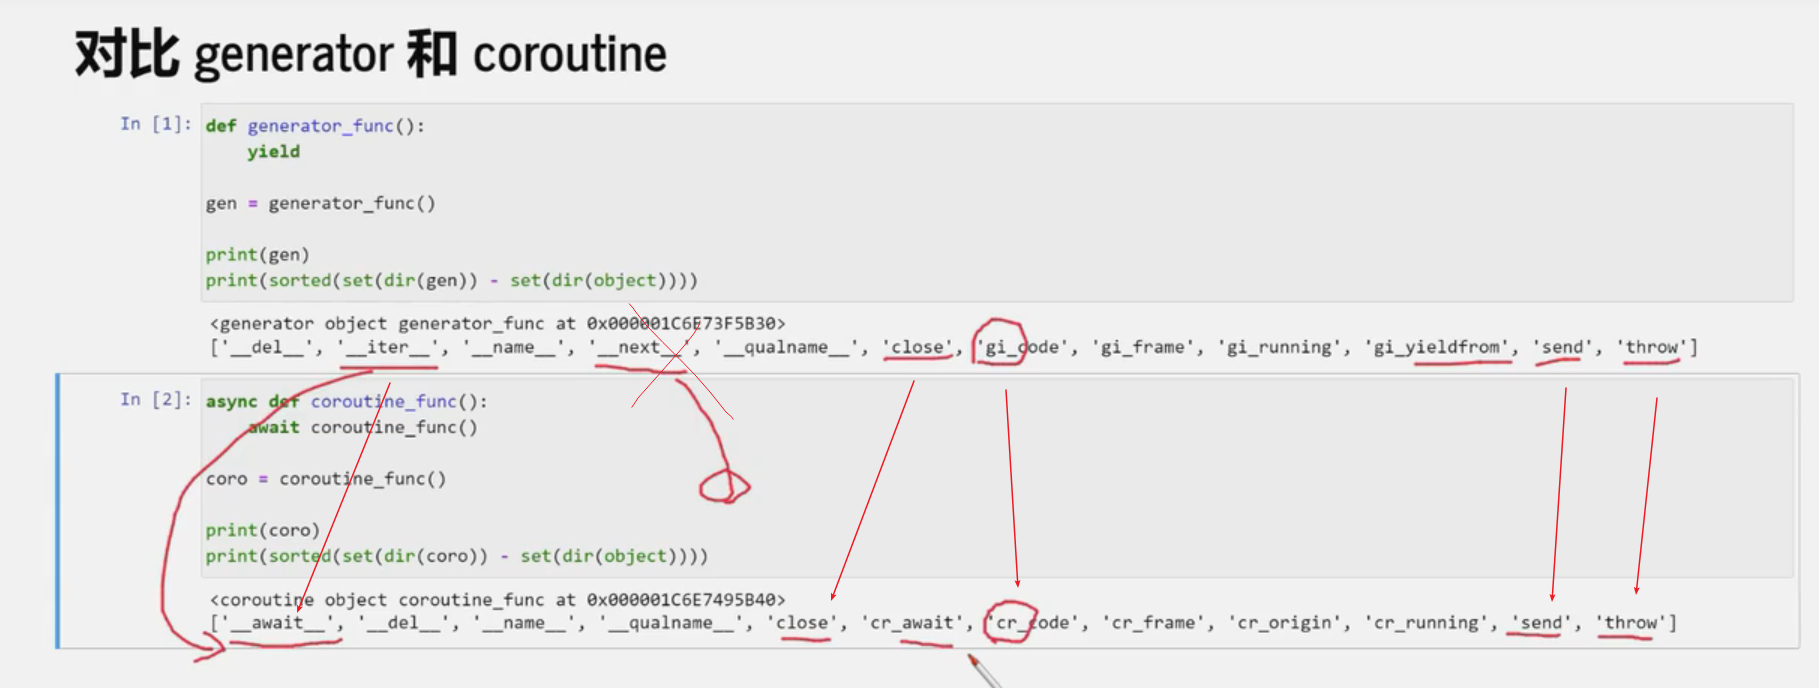 对比 generator 和 coroutine
In [1]: def generator_func():
yield
gen = generator_func()
print(gen)
print(sorted(set(dir(gen)) - set(dir(object))))
<generator object generator_func at 0x000001C6E73F5B30>
['__del__', '__iter__', '__name__', '__next__', '__qualname__', 'close', 'gi_code', 'gi_frame', 'gi_running', 'gi_yieldfrom', 'send', 'throw']
In [2]: async def coroutine_func():
await coroutine_func()
coro = coroutine_func()
print(coro)
print(sorted(set(dir(coro)) - set(dir(object))))
<coroutine object coroutine_func at 0x000001C6E7495B40>
['__await__', '__del__', '__name__', '__qualname__', 'close', 'cr_await', 'cr_code', 'cr_frame', 'cr_origin', 'cr_running', 'send', 'throw']